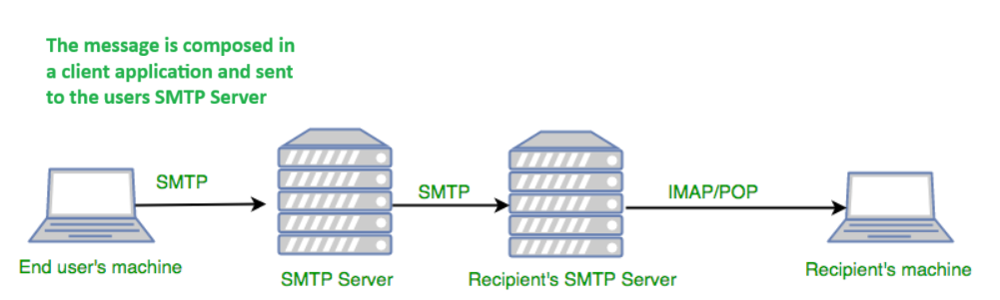 The message is composed in
a client application and sent
to the users SMTP Server
SMTP
SMTP
IMAP/POP
End user's machine
SMTP Server
Recipient's SMTP Server
Recipient's machine